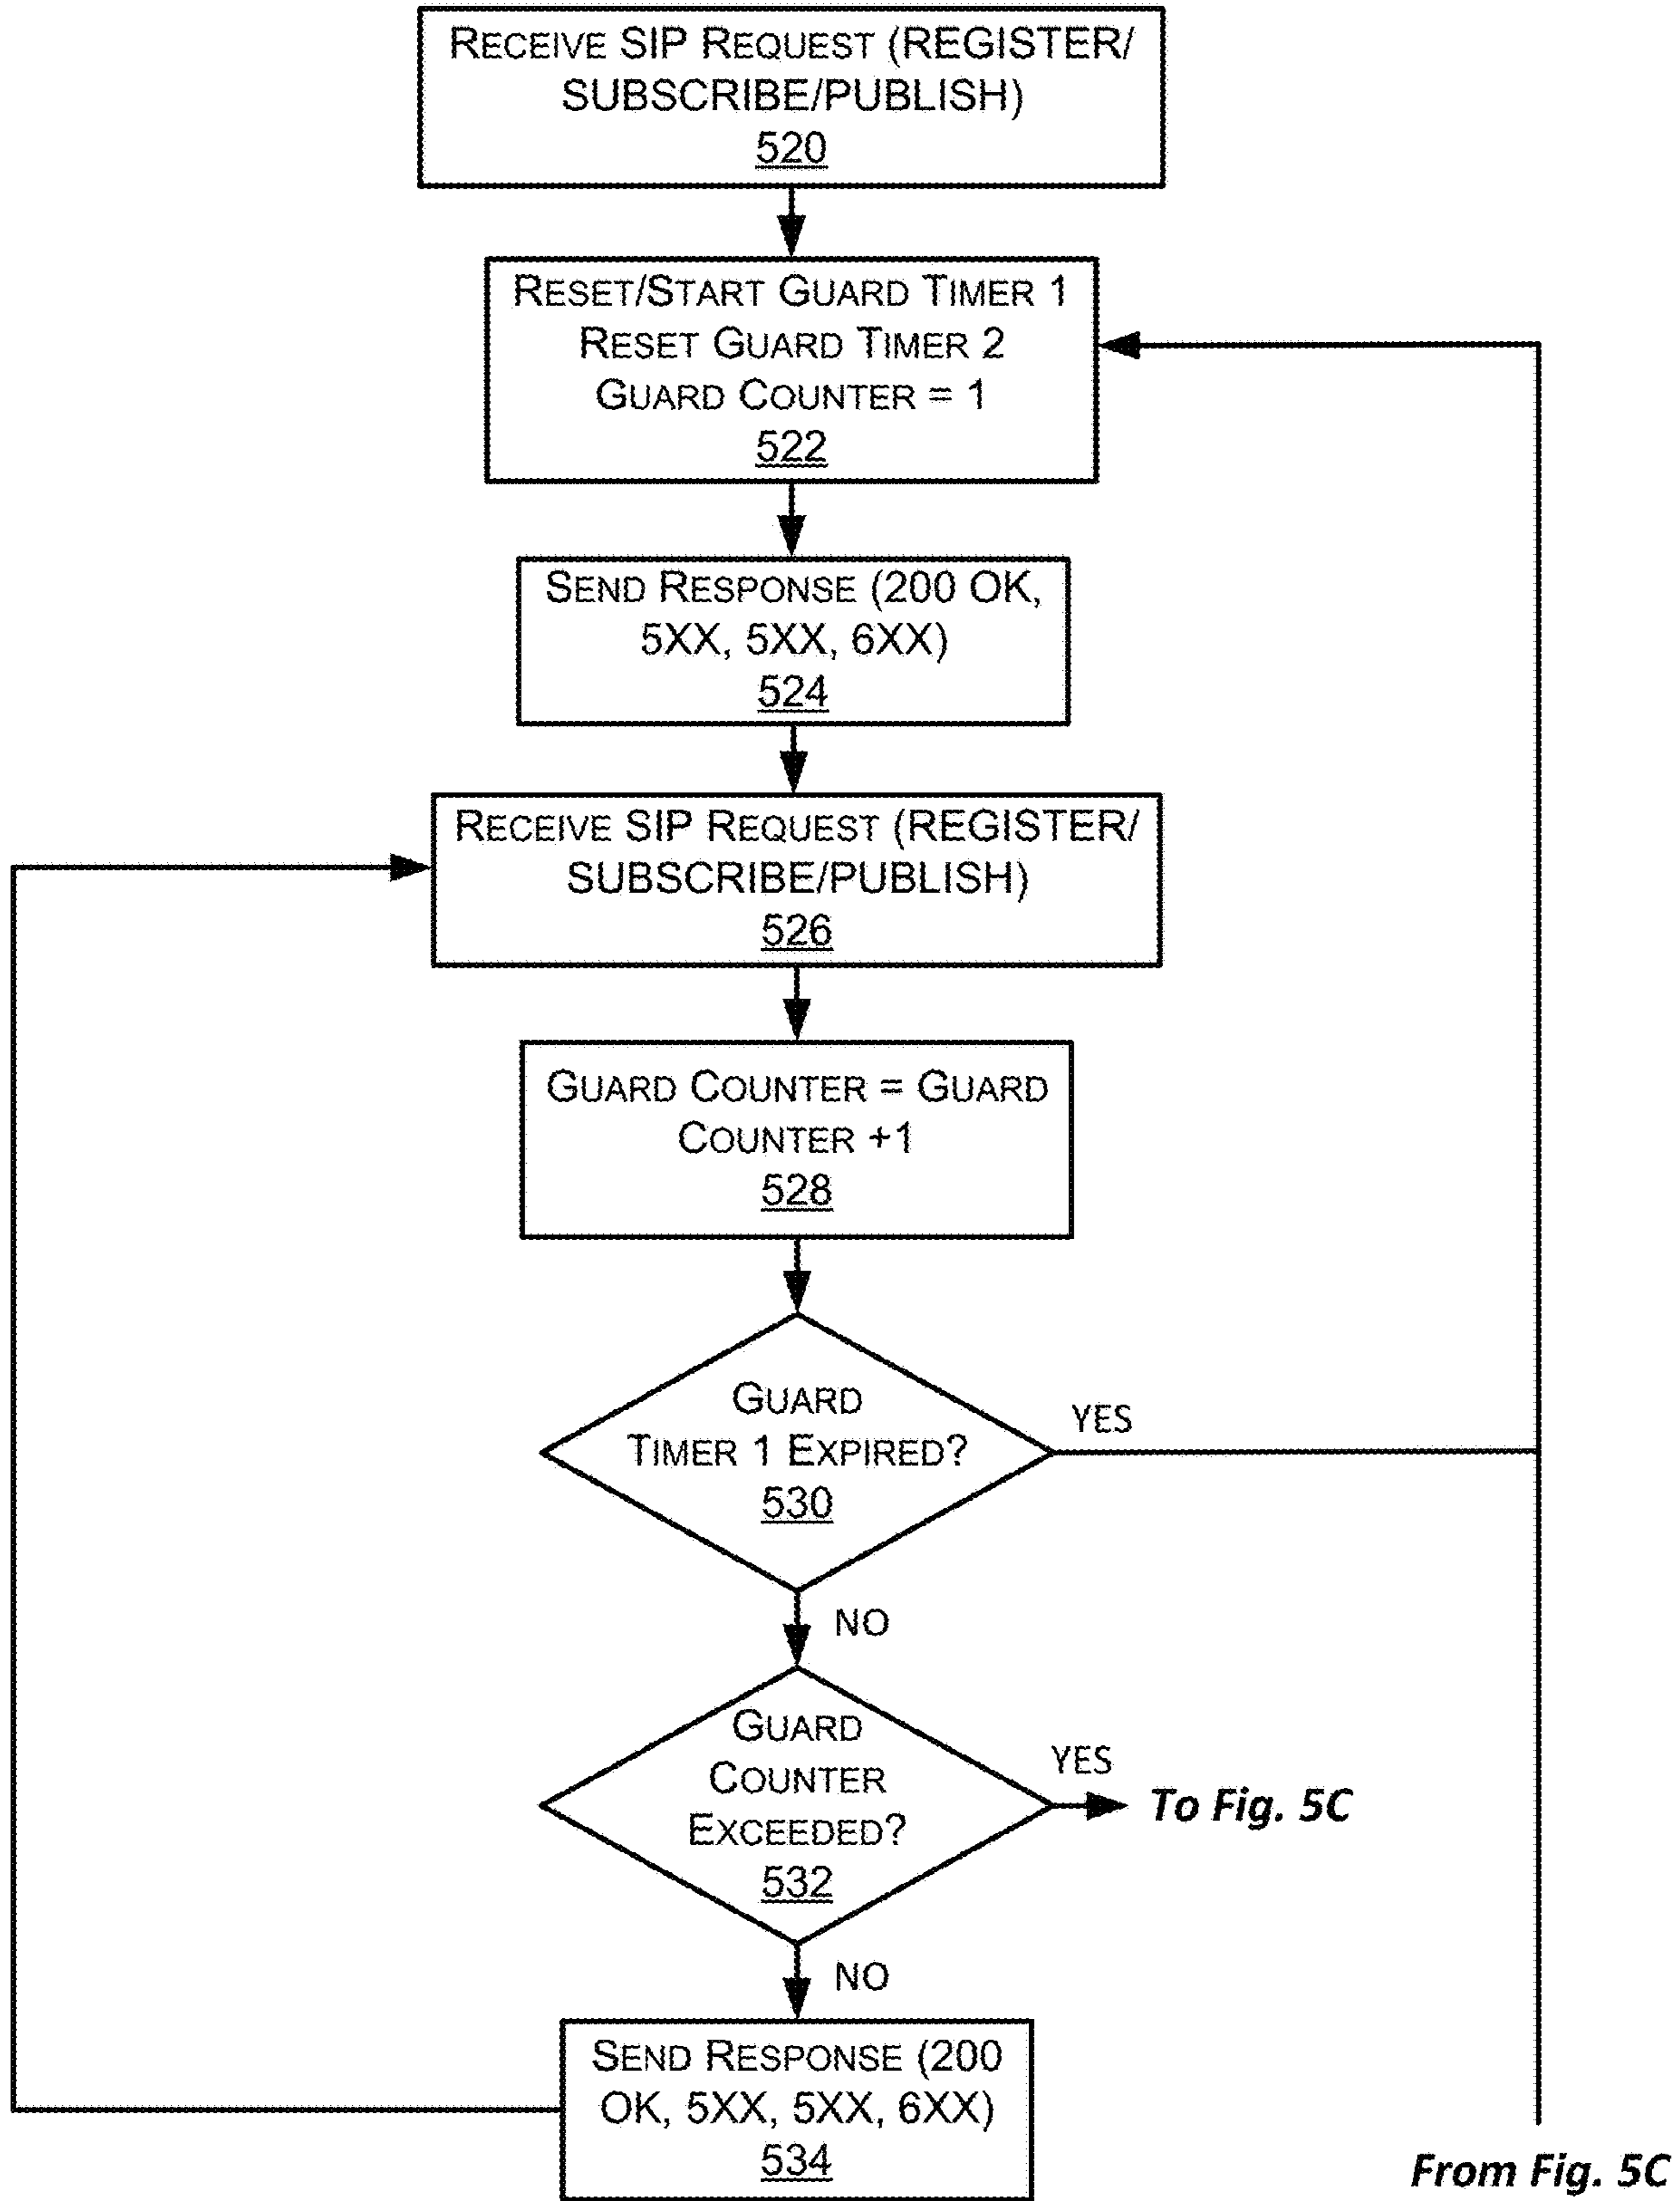 RECEIVE SIP REQUEST (REGISTER/
SUBSCRIBE/PUBLISH)
520
RESET/START GUARD TIMER 1
RESET GUARD TIMER 2
GUARD COUNTER = 1
522
SEND RESPONSE (200 OK,
5XX, 5XX, 6XX)
524
RECEIVE SIP REQUEST (REGISTER/
SUBSCRIBE/PUBLISH)
526
GUARD COUNTER = GUARD
COUNTER +1
528
GUARD
TIMER 1 EXPIRED?
530
YES
NO
GUARD
COUNTER
EXCEEDED?
532
YES
To Fig. 5C
NO
SEND RESPONSE (200
OK, 5XX, 5XX, 6XX)
534
From Fig. 5C